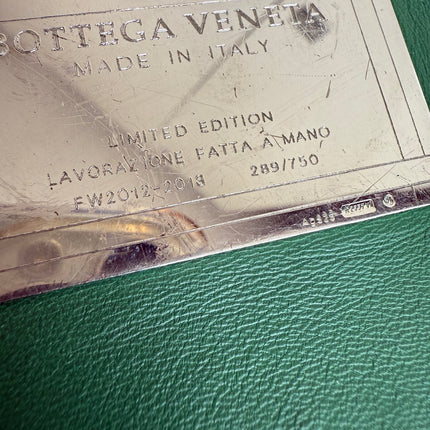 BOTTEGA VENETA
MADE IN ITALY
LIMITED EDITION
LAVORAZIONE FATTA A MANO
FW2012-2013 289/750